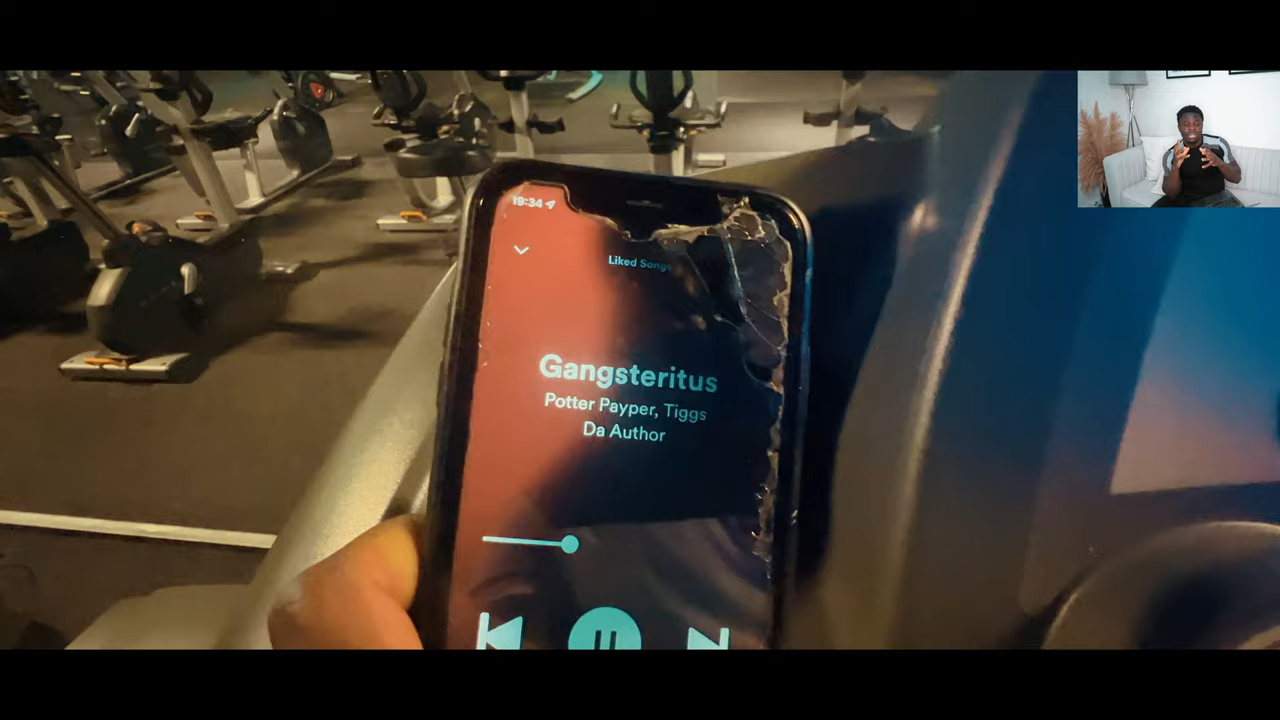 19:34
Liked Songs
Gangsteritus
Potter Payper, Tiggs
Da Author